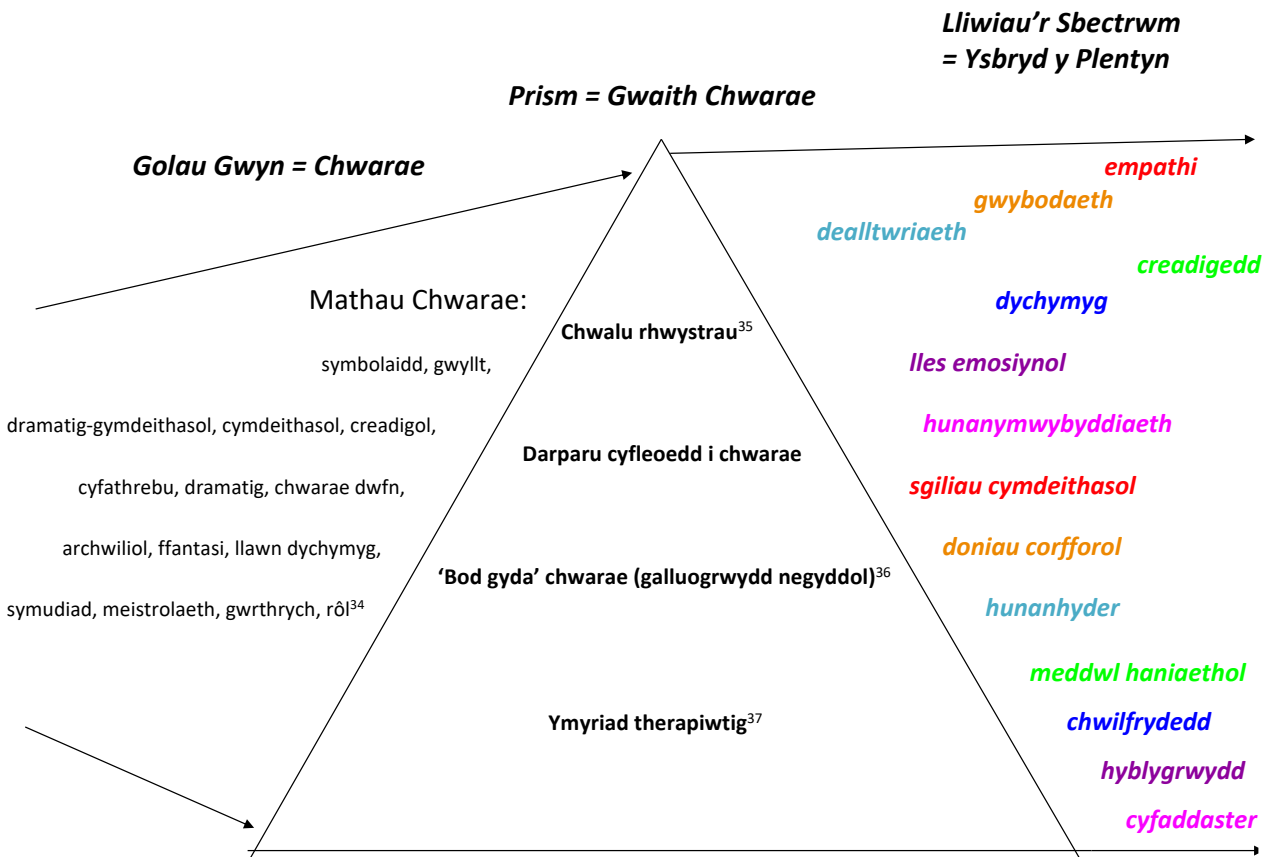 Lliwiau'r Sbectrwm
= Ysbryd y Plentyn
Prism = Gwaith Chwarae
Golau Gwyn = Chwarae
Mathau Chwarae:
symbolaidd, gwyllt,
dramatig-gymdeithasol, cymdeithasol, creadigol,
cyfathrebu, dramatig, chwarae dwfn,
archwiliol, ffantasi, llawn dychymyg,
symudiad, meistrolaeth, gwrthrych, rôl³⁴
Chwalu rhwystrau³⁵
Darparu cyfleoedd i chwarae
‘Bod gyda’ chwarae (galluogrwydd negyddol)³⁶
Ymyriad therapiwtig³⁷
empathi
gwybodaeth
dealltwriaeth
creadigedd
dychymyg
lles emosiynol
hunanymwybyddiaeth
sgiliau cymdeithasol
doniau corfforol
hunanhyder
meddwl haniaethol
chwilfrydedd
hyblygrwydd
cyfaddaster